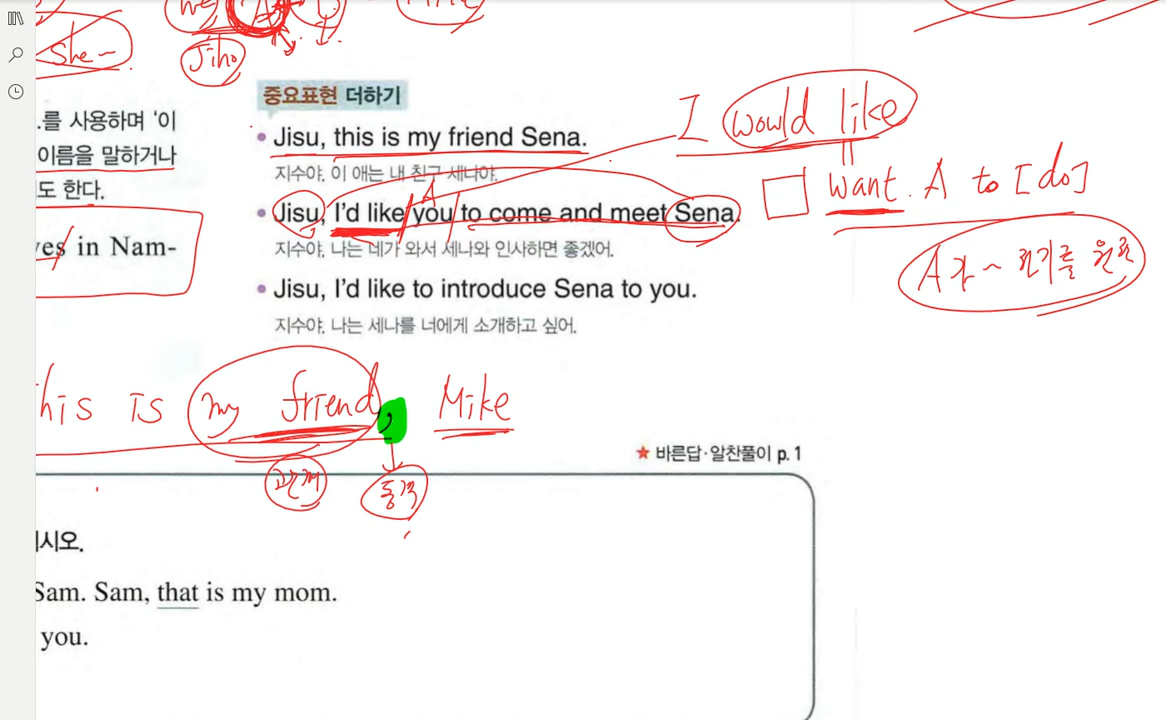 She ~
Jiho
중요표현 더하기
.를 사용하며 '이
이름을 말하거나
도 한다.
• Jisu, this is my friend Sena.
지수야, 이 애는 내 친구 세나야.
A
• Jisu, I'd like you to come and meet Sena.
지수야, 나는 네가 와서 세나와 인사하면 좋겠어.
• Jisu, I'd like to introduce Sena to you.
지수야, 나는 세나를 너에게 소개하고 싶어.
I would like
want A to [do]
A가 ~ 하기를 원한
es in Nam-
his is my friend, Mike
관계
동격
★ 바른답·알찬풀이 p. 1
시오.
Sam. Sam, that is my mom.
you.